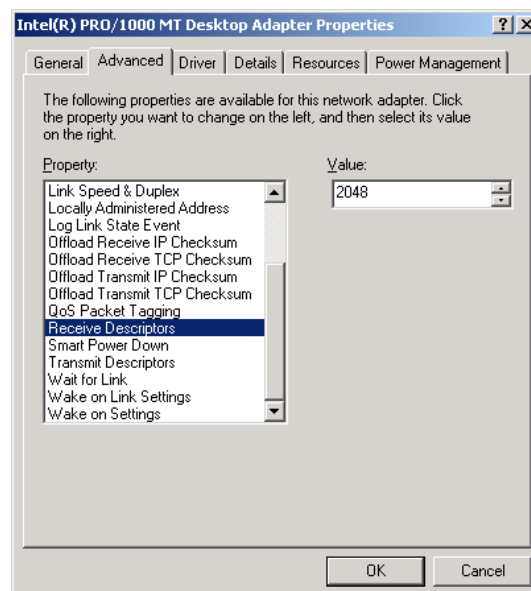 Intel(R) PRO/1000 MT Desktop Adapter Properties
General Advanced Driver Details Resources Power Management
The following properties are available for this network adapter. Click
the property you want to change on the left, and then select its value
on the right.
Property:
Link Speed & Duplex
Locally Administered Address
Log Link State Event
Offload Receive IP Checksum
Offload Receive TCP Checksum
Offload Transmit IP Checksum
Offload Transmit TCP Checksum
QoS Packet Tagging
Receive Descriptors
Smart Power Down
Transmit Descriptors
Wait for Link
Wake on Link Settings
Wake on Settings
Value:
2048
OK Cancel